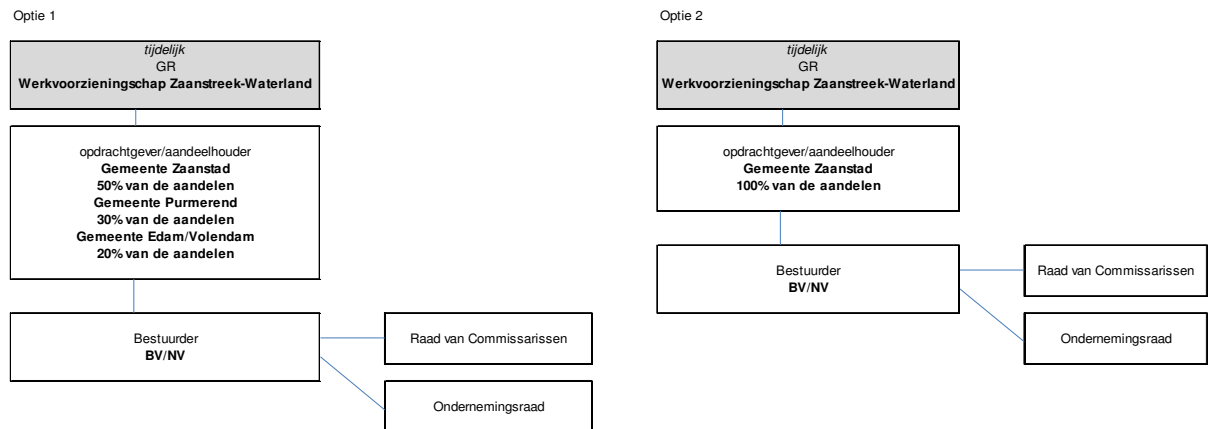 Optie 1
tijdelijk
GR
Werkvoorzieningschap Zaanstreek-Waterland
opdrachtgever/aandeelhouder
Gemeente Zaanstad
50% van de aandelen
Gemeente Purmerend
30% van de aandelen
Gemeente Edam/Volendam
20% van de aandelen
Bestuurder
BV/NV
Raad van Commissarissen
Ondernemingsraad
Optie 2
tijdelijk
GR
Werkvoorzieningschap Zaanstreek-Waterland
opdrachtgever/aandeelhouder
Gemeente Zaanstad
100% van de aandelen
Bestuurder
BV/NV
Raad van Commissarissen
Ondernemingsraad